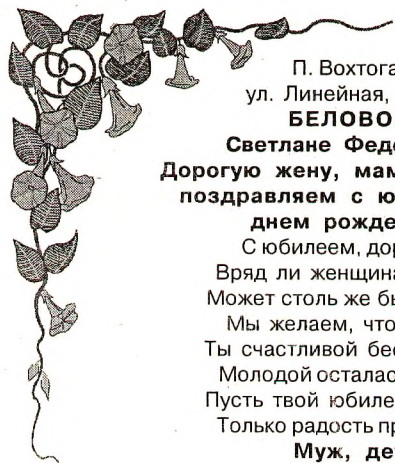 П. Вохтога
ул. Линейная,
БЕЛОВО
Светлане Феде
Дорогую жену, мам
поздравляем с ю
днем рожде
С юбилеем, дор
Вряд ли женщина
Может столь же бы
Мы желаем, что
Ты счастливой бес
Молодой осталас
Пусть твой юбиле
Только радость пр
Муж, де